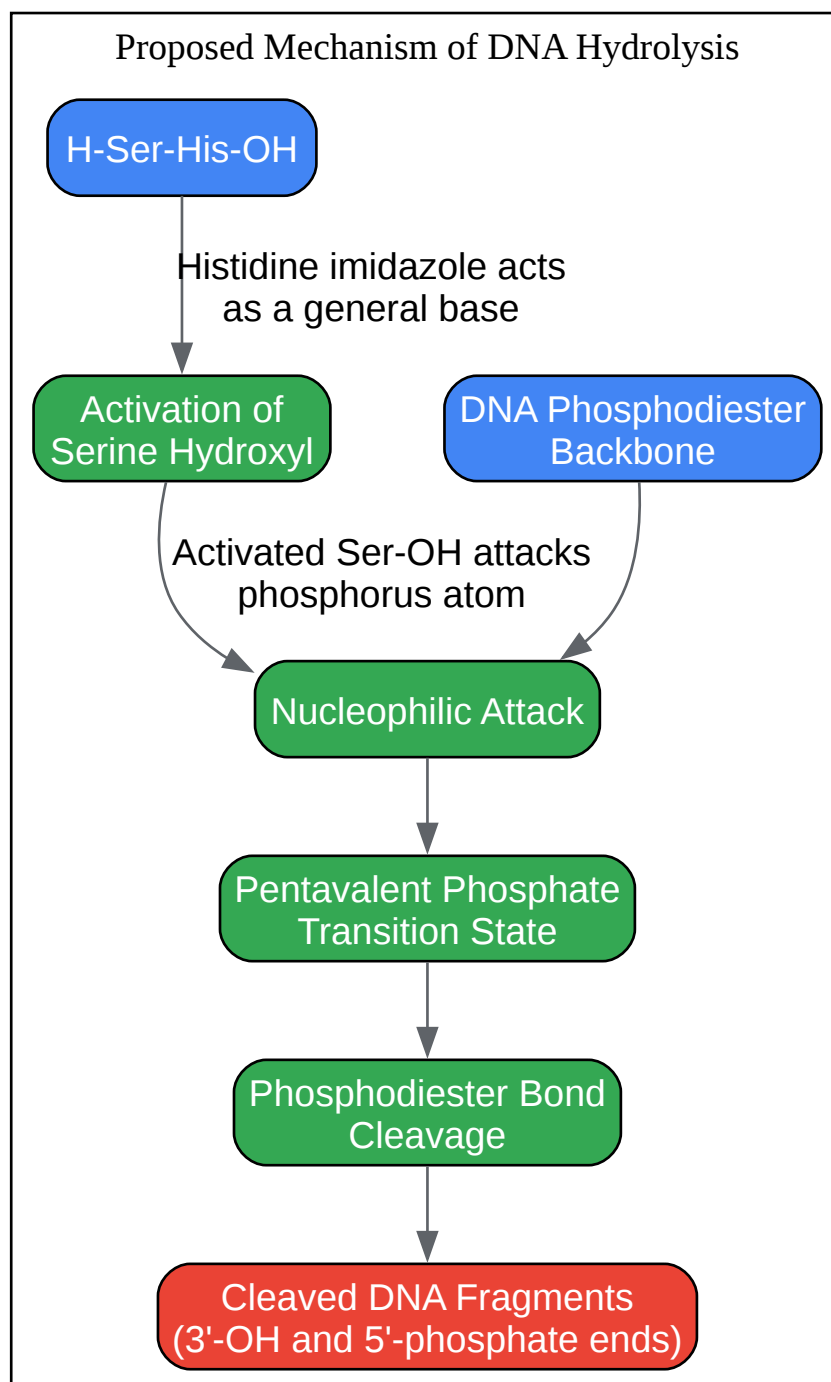 Proposed Mechanism of DNA Hydrolysis
H-Ser-His-OH
Histidine imidazole acts
as a general base
Activation of
Serine Hydroxyl
DNA Phosphodiester
Backbone
Activated Ser-OH attacks
phosphorus atom
Nucleophilic Attack
Pentavalent Phosphate
Transition State
Phosphodiester Bond
Cleavage
Cleaved DNA Fragments
(3'-OH and 5'-phosphate ends)